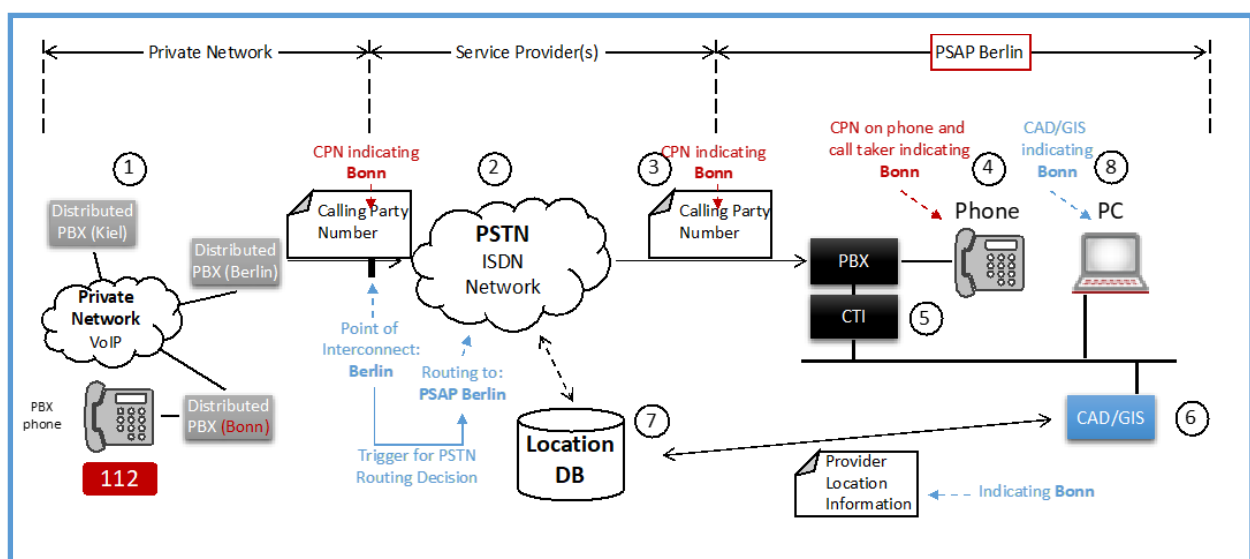 Private Network
Service Provider(s)
PSAP Berlin
1
CPN indicating
Bonn
2
3
CPN indicating
Bonn
CPN on phone and
call taker indicating
Bonn
4
CAD/GIS
indicating
Bonn
8
Distributed
PBX (Kiel)
Distributed
PBX (Berlin)
Calling Party
Number
PSTN
ISDN
Network
Calling Party
Number
Phone
PC
PBX
CTI
5
Private
Network
VoIP
Point of
Interconnect:
Berlin
Routing to:
PSAP Berlin
PBX
phone
Distributed
PBX (Bonn)
112
Trigger for PSTN
Routing Decision
Location
DB
7
CAD/GIS
6
Provider
Location
Information
Indicating Bonn